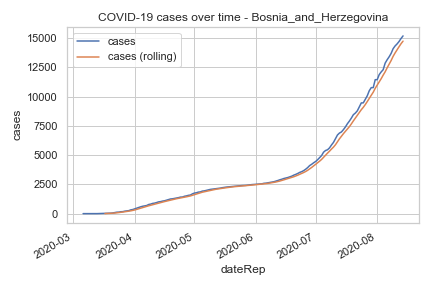 COVID-19 cases over time - Bosnia_and_Herzegovina
cases
cases (rolling)
15000
12500
10000
7500
5000
2500
0
cases
2020-03
2020-04
2020-05
2020-06
2020-07
2020-08
dateRep